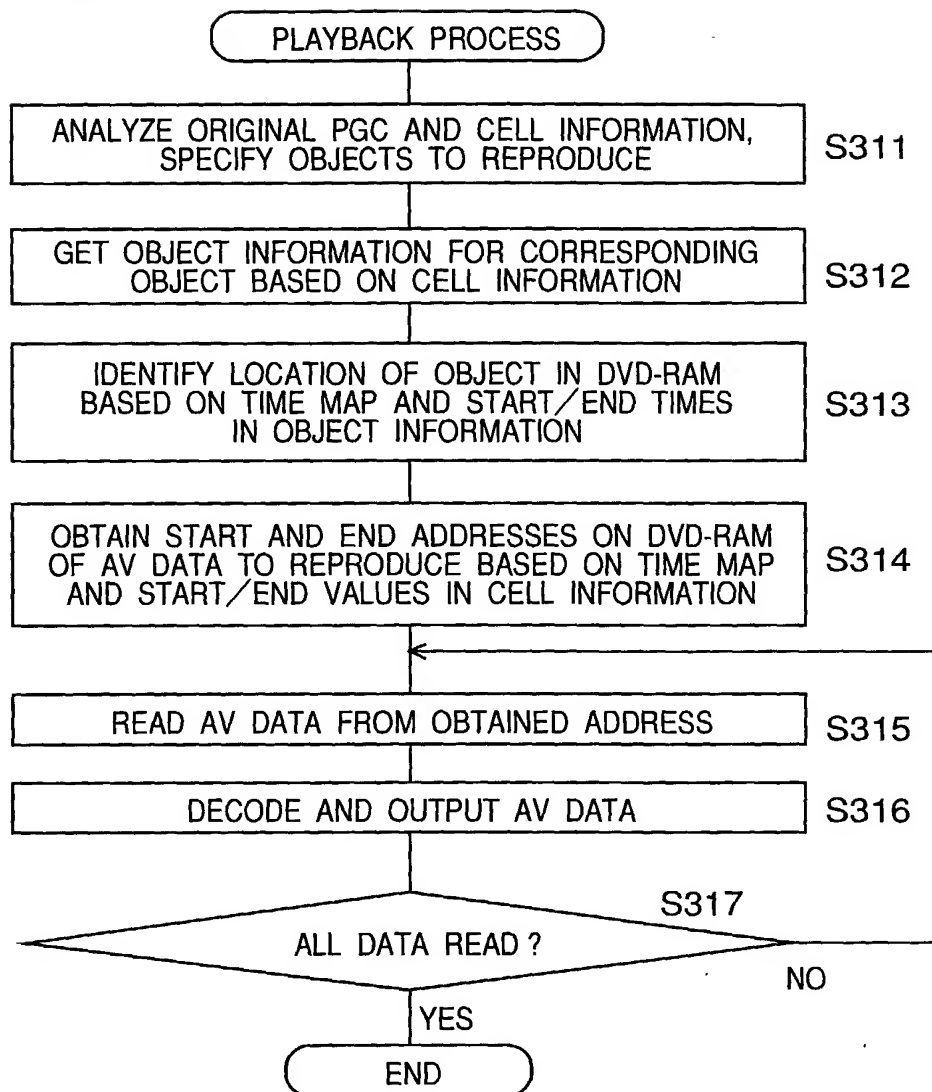 PLAYBACK PROCESS
ANALYZE ORIGINAL PGC AND CELL INFORMATION,
SPECIFY OBJECTS TO REPRODUCE
S311
GET OBJECT INFORMATION FOR CORRESPONDING
OBJECT BASED ON CELL INFORMATION
S312
IDENTIFY LOCATION OF OBJECT IN DVD-RAM
BASED ON TIME MAP AND START/END TIMES
IN OBJECT INFORMATION
S313
OBTAIN START AND END ADDRESSES ON DVD-RAM
OF AV DATA TO REPRODUCE BASED ON TIME MAP
AND START/END VALUES IN CELL INFORMATION
S314
READ AV DATA FROM OBTAINED ADDRESS
S315
DECODE AND OUTPUT AV DATA
S316
S317
ALL DATA READ ?
NO
YES
END